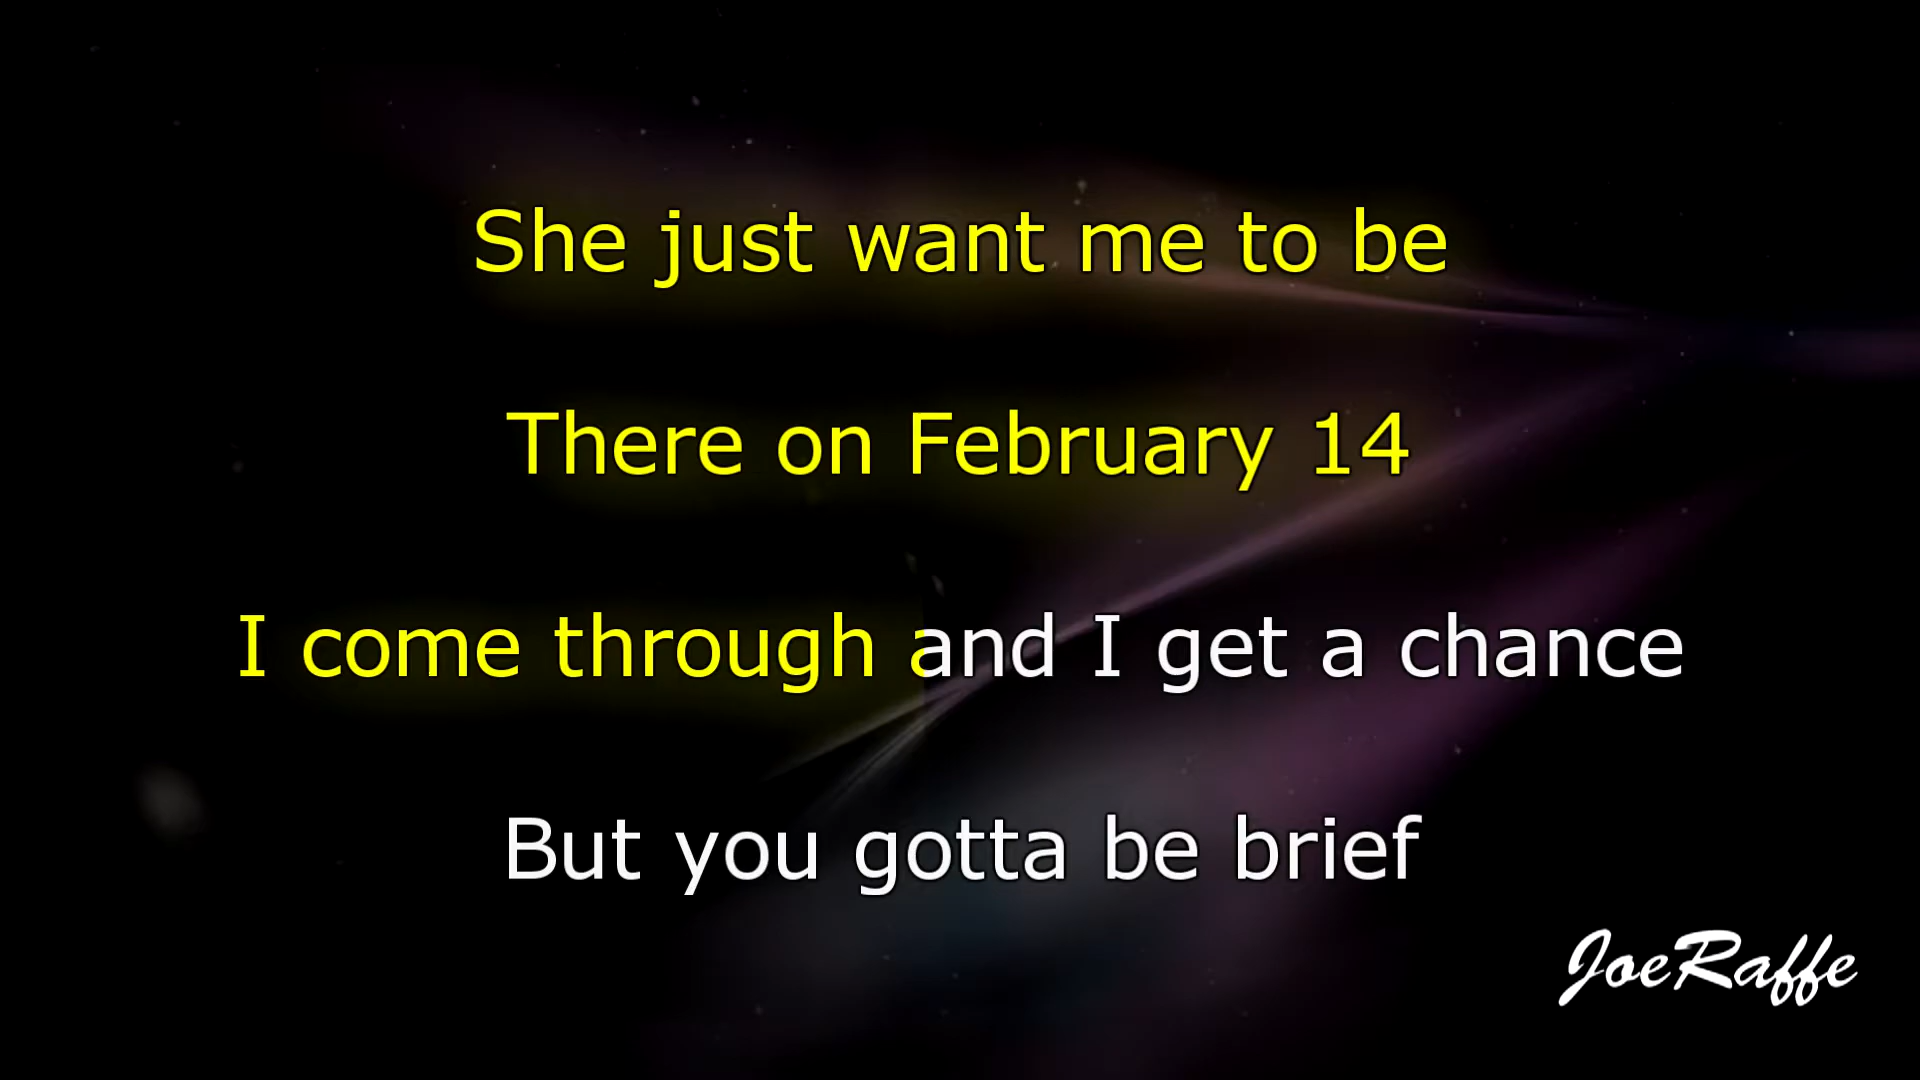 She just want me to be
There on February 14
I come through and I get a chance
But you gotta be brief
JoeRaffe